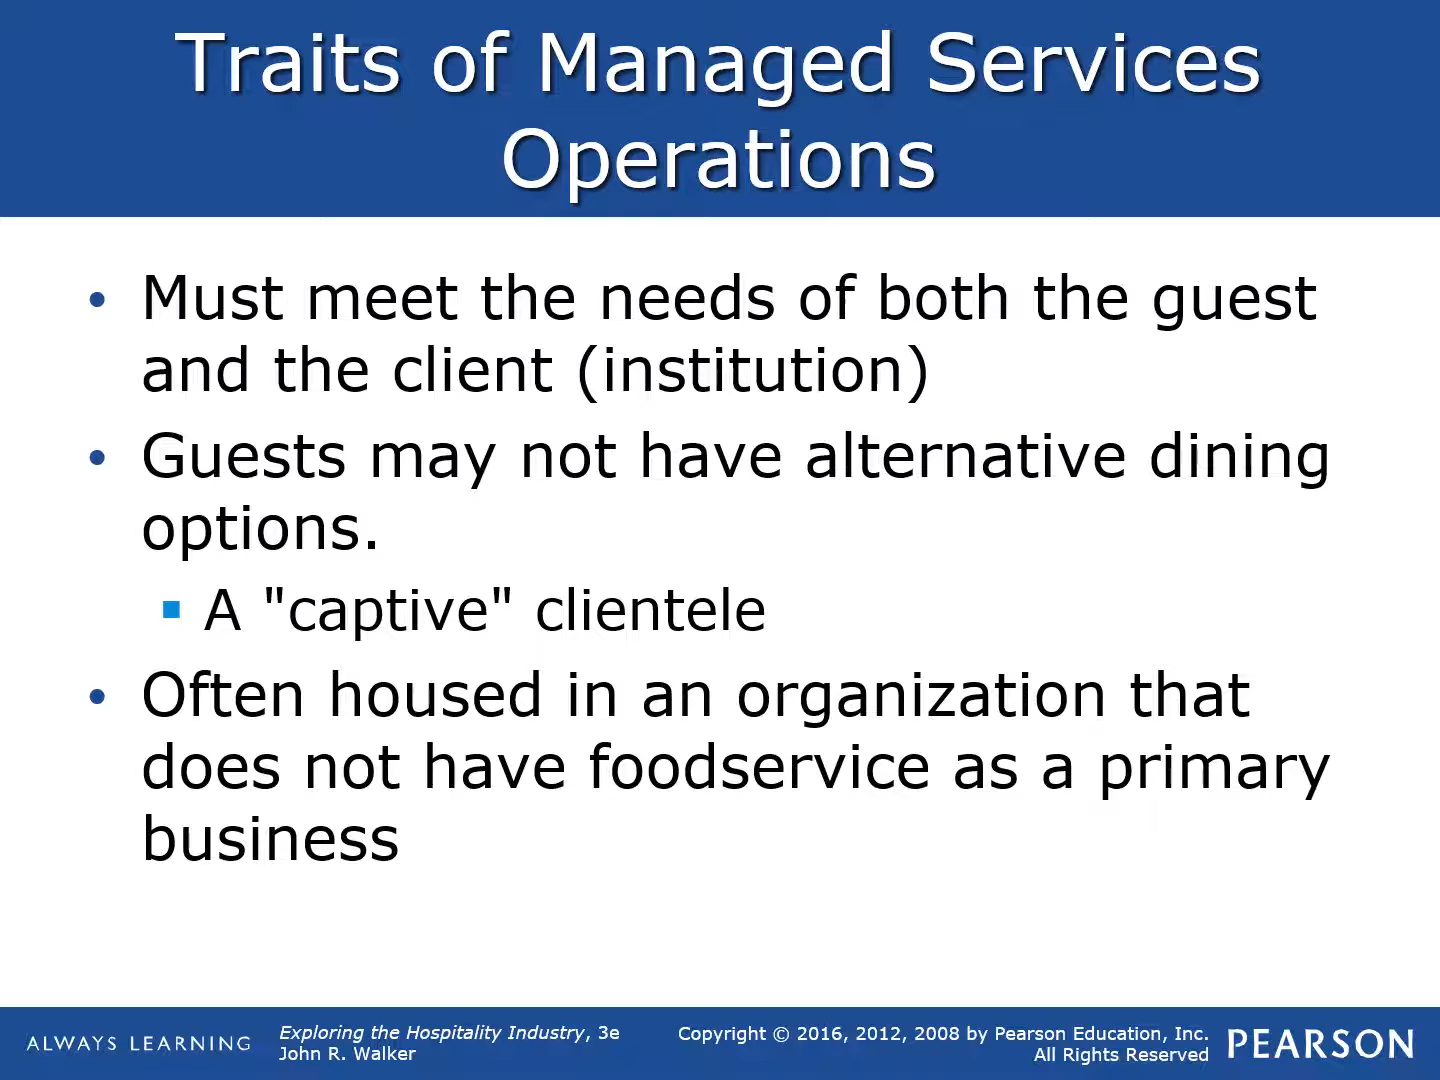 Traits of Managed Services
Operations
• Must meet the needs of both the guest
and the client (institution)
• Guests may not have alternative dining
options.
▪ A "captive" clientele
• Often housed in an organization that
does not have foodservice as a primary
business
ALWAYS LEARNING
Exploring the Hospitality Industry, 3e
John R. Walker
Copyright © 2016, 2012, 2008 by Pearson Education, Inc.
All Rights Reserved
PEARSON